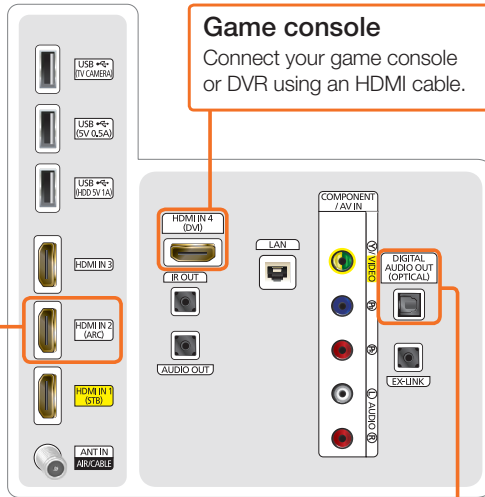 Game console
Connect your game console
or DVR using an HDMI cable.
USB
(TV CAMERA)
USB
(5V 0.5A)
USB
(HDD 5V 1A)
HDMI IN 3
HDMI IN 2
(ARC)
HDMI IN 1
(STB)
ANT IN
AIR/CABLE
HDMI IN 4
(DVI)
IR OUT
AUDIO OUT
LAN
COMPONENT
/ AV IN
Y/ VIDEO
PB
PR
L AUDIO R
DIGITAL
AUDIO OUT
(OPTICAL)
EX-LINK